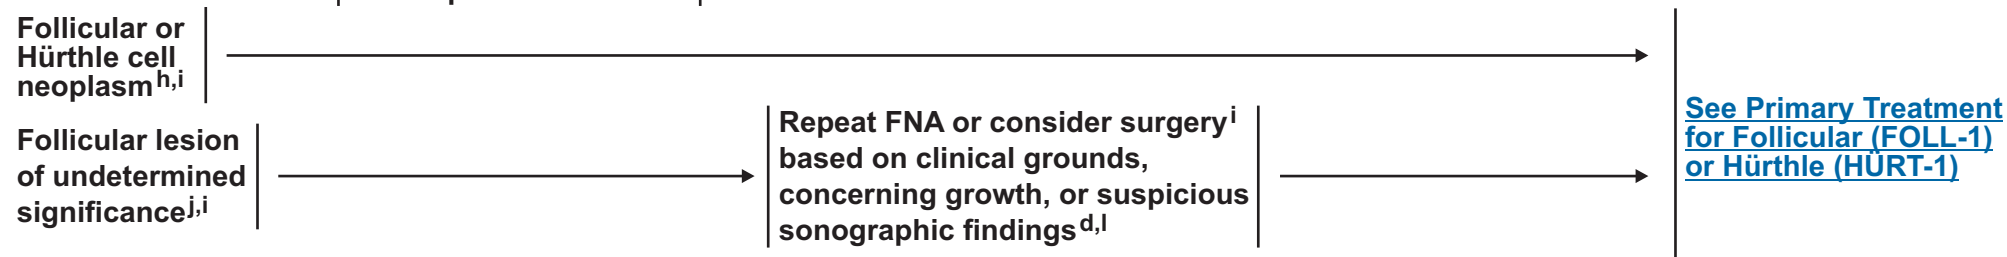 Follicular or
Hürthle cell
neoplasm h,i
Follicular lesion
of undetermined
significance j,i
Repeat FNA or consider surgery i
based on clinical grounds,
concerning growth, or suspicious
sonographic findings d,l
See Primary Treatment
for Follicular (FOLL-1)
or Hürthle (HÜRT-1)